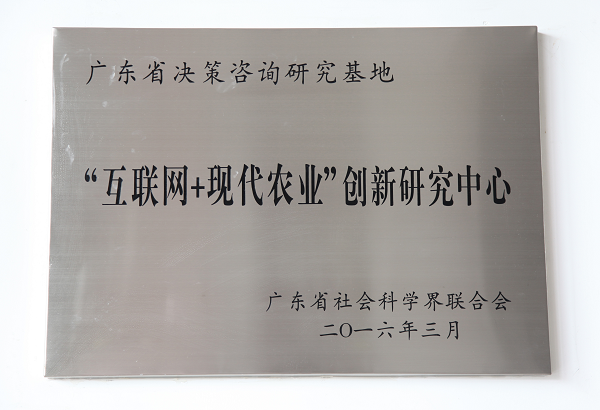 广东省决策咨询研究基地
“互联网+现代农业”创新研究中心
广东省社会科学界联合会
二〇一六年三月